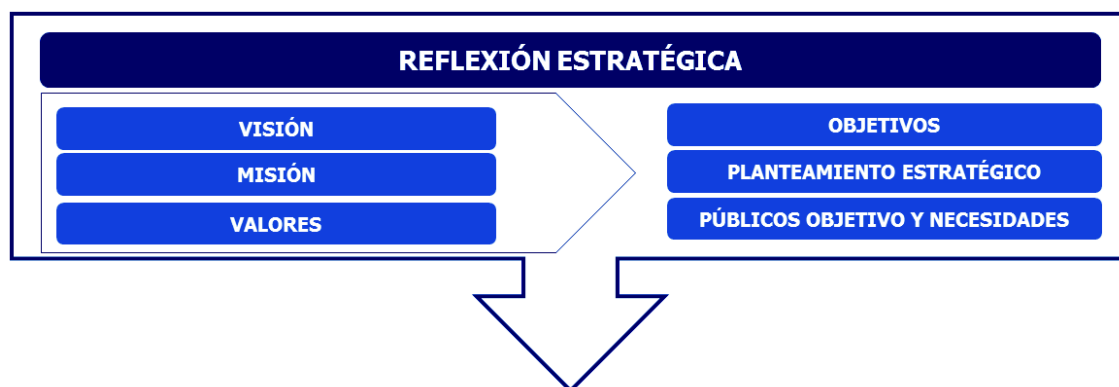 REFLEXIÓN ESTRATÉGICA
VISIÓN
MISIÓN
VALORES
OBJETIVOS
PLANTEAMIENTO ESTRATÉGICO
PÚBLICOS OBJETIVO Y NECESIDADES